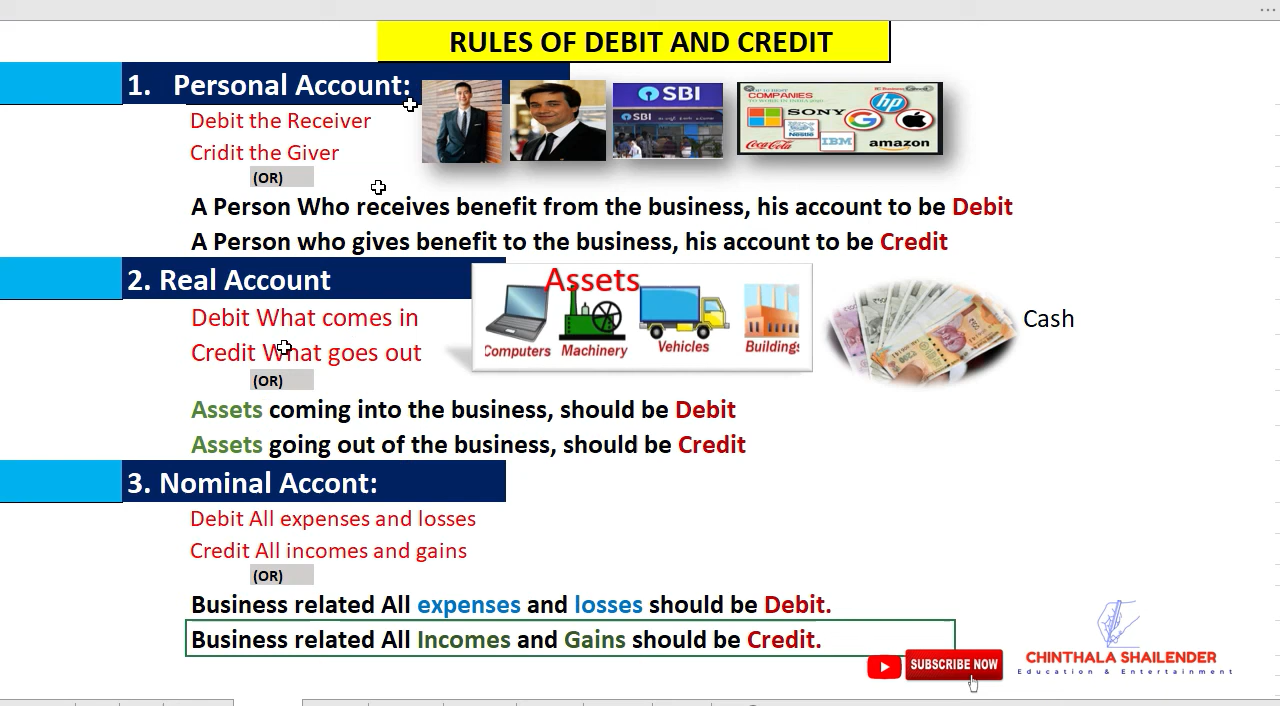 RULES OF DEBIT AND CREDIT
1. Personal Account:
Debit the Receiver
Cridit the Giver
(OR)
SBI
SBI
COMPANIES
hp
SONY
Nestle
IBM
Coca-Cola
amazon
A Person Who receives benefit from the business, his account to be Debit
A Person who gives benefit to the business, his account to be Credit
2. Real Account
Assets
Debit What comes in
Credit What goes out
Computers
Machinery
Vehicles
Buildings
Cash
(OR)
Assets coming into the business, should be Debit
Assets going out of the business, should be Credit
3. Nominal Accont:
Debit All expenses and losses
Credit All incomes and gains
(OR)
Business related All expenses and losses should be Debit.
Business related All Incomes and Gains should be Credit.
SUBSCRIBE NOW
CHINTHALA SHAILENDER
Education & Entertainment